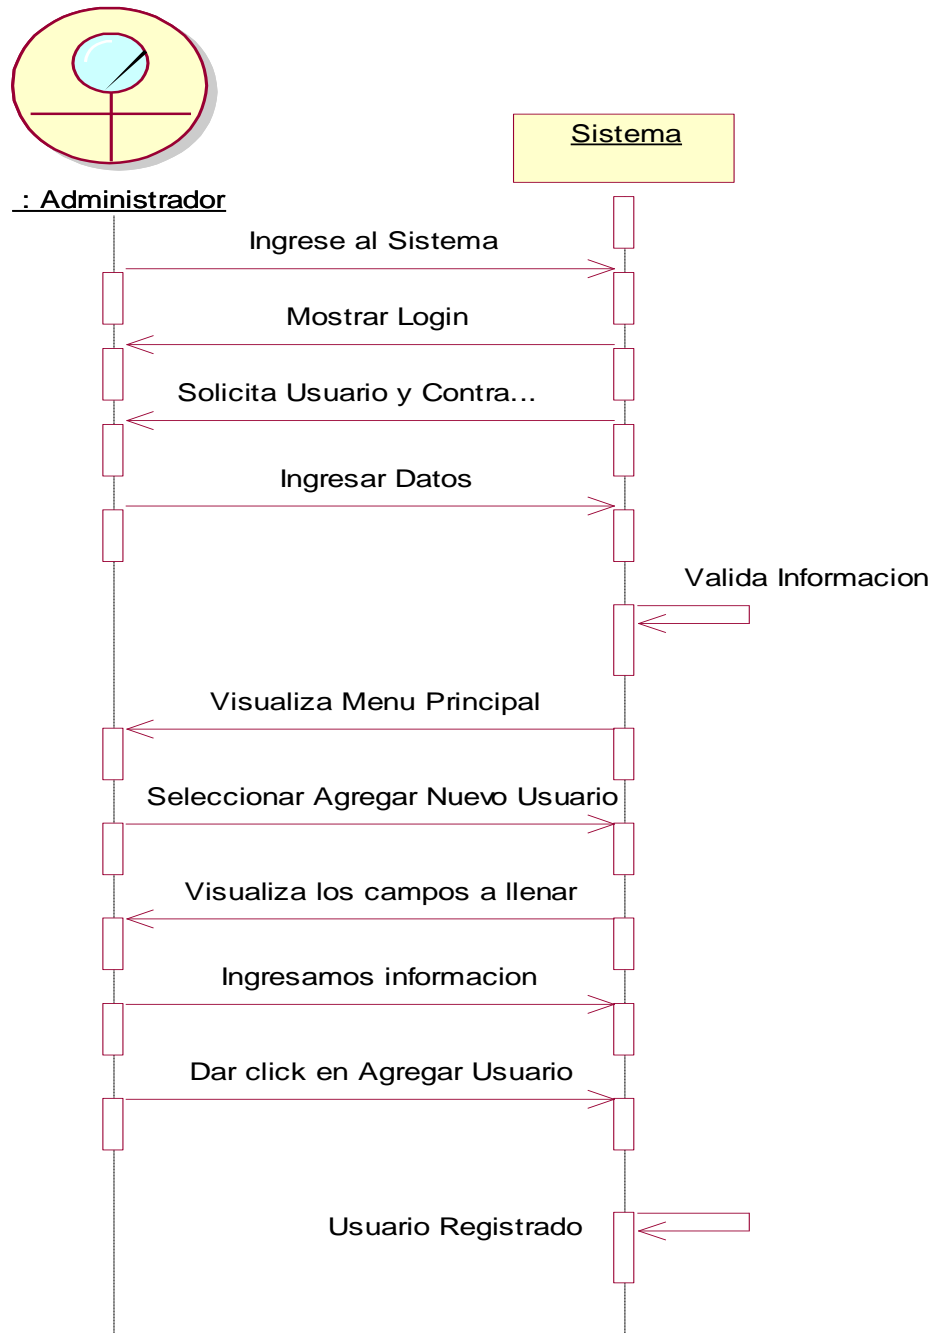 Sistema
: Administrador
Ingrese al Sistema
Mostrar Login
Solicita Usuario y Contra...
Ingresar Datos
Valida Informacion
Visualiza Menu Principal
Seleccionar Agregar Nuevo Usuario
Visualiza los campos a llenar
Ingresamos informacion
Dar click en Agregar Usuario
Usuario Registrado